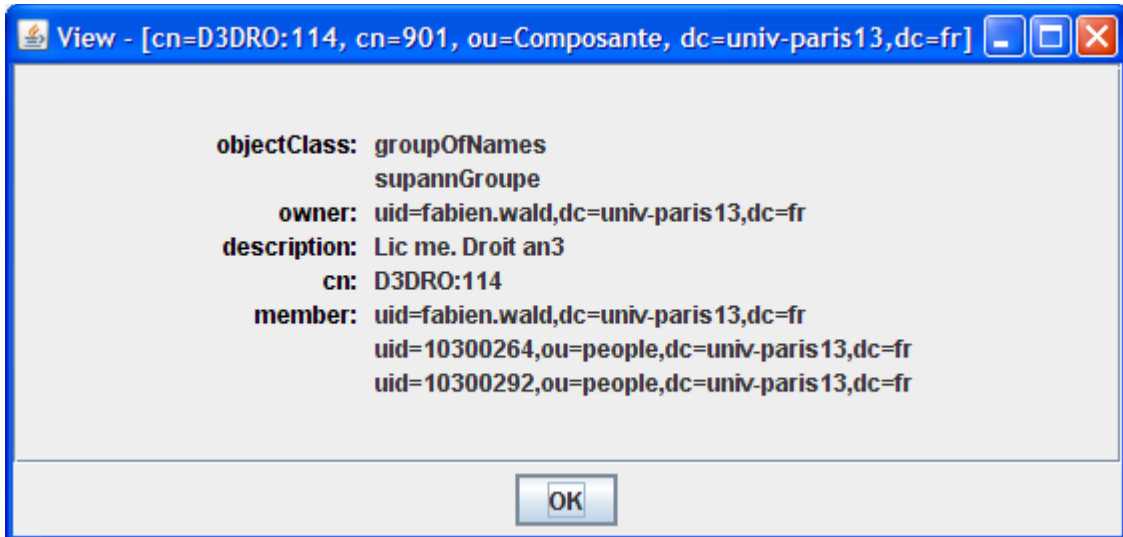 View - [cn=D3DRO:114, cn=901, ou=Composante, dc=univ-paris13,dc=fr]
objectClass: groupOfNames
supannGroupe
owner: uid=fabien.wald,dc=univ-paris13,dc=fr
description: Lic me. Droit an3
cn: D3DRO:114
member: uid=fabien.wald,dc=univ-paris13,dc=fr
uid=10300264,ou=people,dc=univ-paris13,dc=fr
uid=10300292,ou=people,dc=univ-paris13,dc=fr
OK